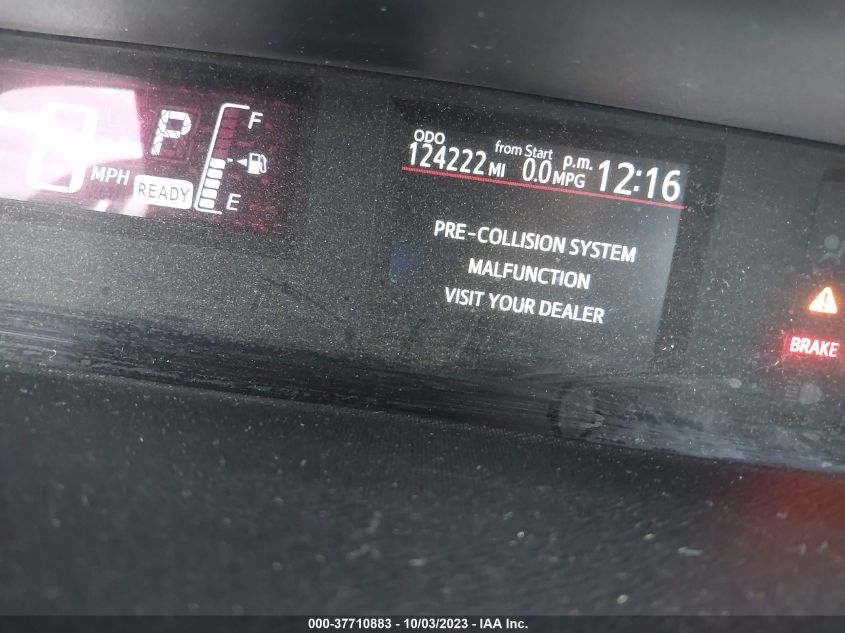 0 MPH
P
READY
F
E
ODO
124222 MI
from Start
0.0 MPG
p.m. 12:16
PRE-COLLISION SYSTEM
MALFUNCTION
VISIT YOUR DEALER
BRAKE
000-37710883 - 10/03/2023 - IAA Inc.